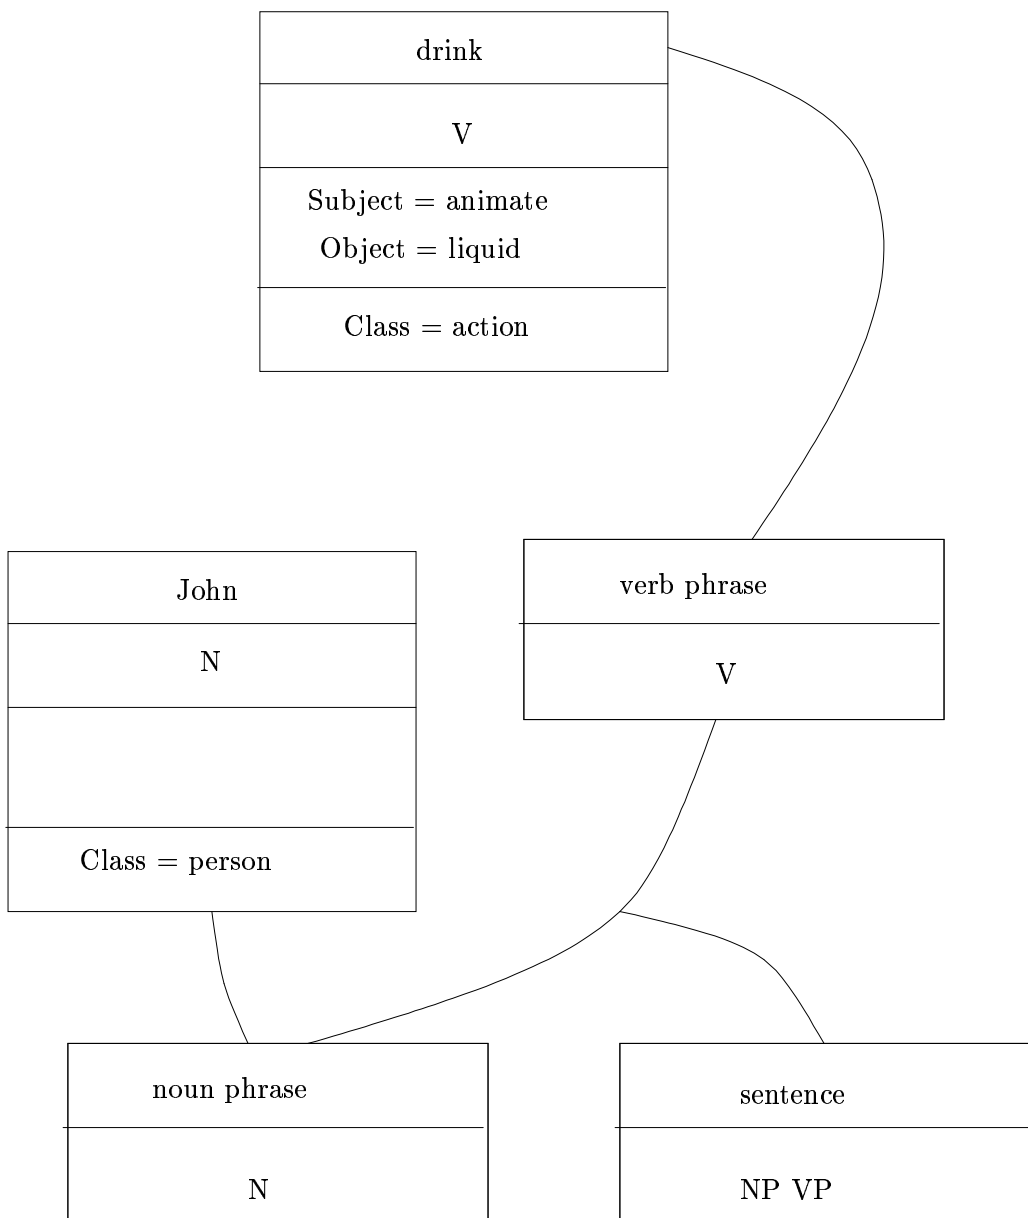 drink
V
Subject = animate
Object = liquid
Class = action
John
N
Class = person
verb phrase
V
noun phrase
N
sentence
NP VP